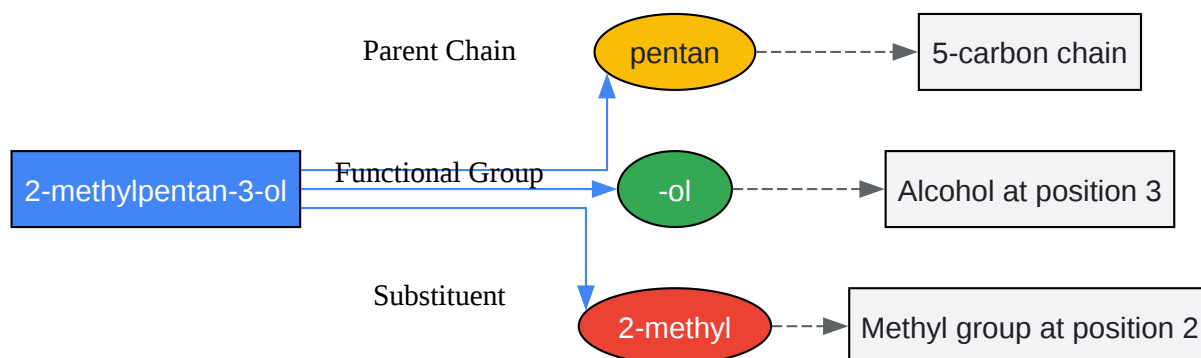 Parent Chain
pentan
5-carbon chain
2-methylpentan-3-ol
Functional Group
-ol
Alcohol at position 3
Substituent
2-methyl
Methyl group at position 2